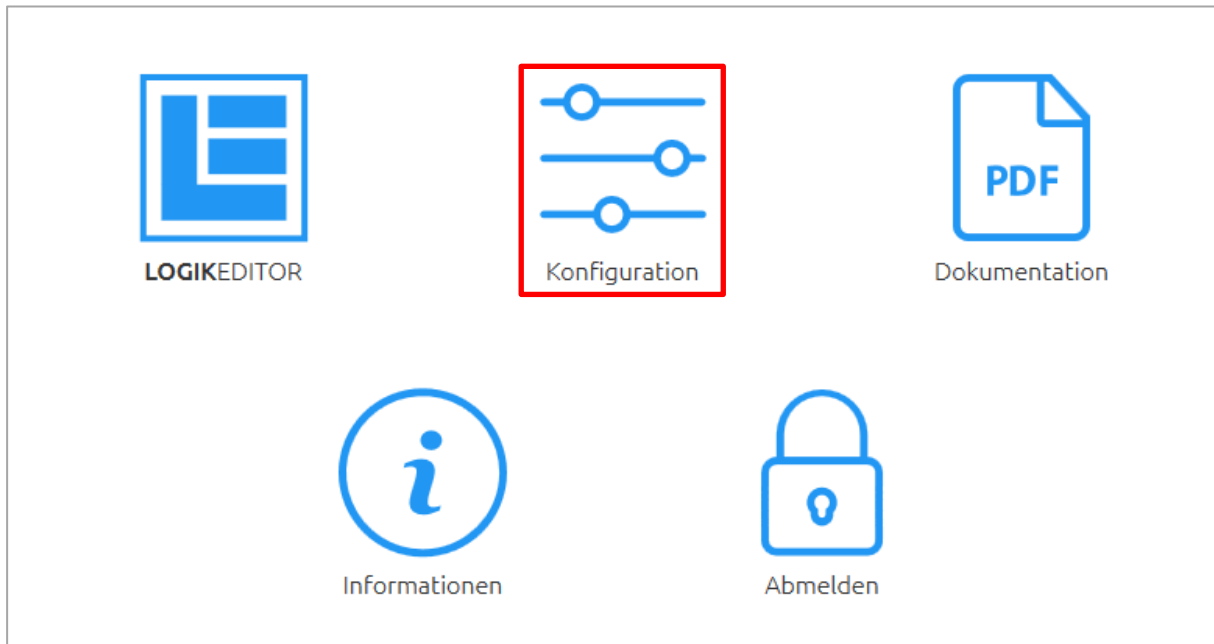 LOGIKEDITOR
Konfiguration
PDF
Dokumentation
Informationen
Abmelden